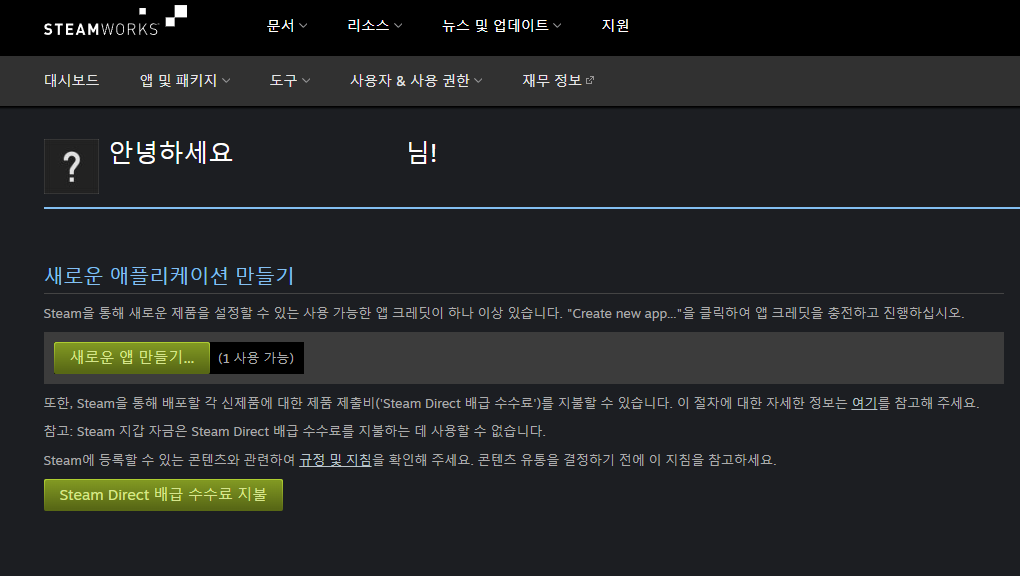 STEAMWORKS
문서 리소스 뉴스 및 업데이트 지원
대시보드 앱 및 패키지 도구 사용자 & 사용 권한 재무 정보
?
안녕하세요 님!
새로운 애플리케이션 만들기
Steam을 통해 새로운 제품을 설정할 수 있는 사용 가능한 앱 크레딧이 하나 이상 있습니다. "Create new app..."을 클릭하여 앱 크레딧을 충전하고 진행하십시오.
새로운 앱 만들기... (1 사용 가능)
또한, Steam을 통해 배포할 각 신제품에 대한 제품 제출비('Steam Direct 배급 수수료')를 지불할 수 있습니다. 이 절차에 대한 자세한 정보는 여기를 참고해 주세요.
참고: Steam 지갑 자금은 Steam Direct 배급 수수료를 지불하는 데 사용할 수 없습니다.
Steam에 등록할 수 있는 콘텐츠와 관련하여 규정 및 지침을 확인해 주세요. 콘텐츠 유통을 결정하기 전에 이 지침을 참고하세요.
Steam Direct 배급 수수료 지불